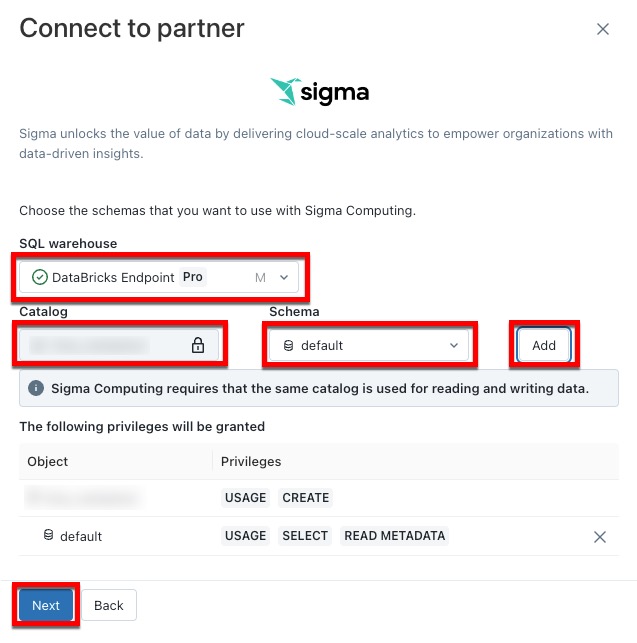 Connect to partner
sigma
Sigma unlocks the value of data by delivering cloud-scale analytics to empower organizations with
data-driven insights.
Choose the schemas that you want to use with Sigma Computing.
SQL warehouse
DataBricks Endpoint Pro M
Catalog Schema
default Add
Sigma Computing requires that the same catalog is used for reading and writing data.
The following privileges will be granted
Object Privileges
USAGE CREATE
default USAGE SELECT READ METADATA
Next Back